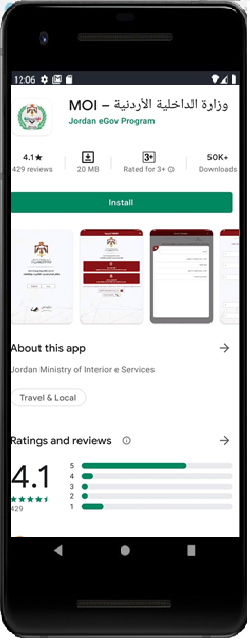 12:06
MOI – وزارة الداخلية الأردنية
Jordan eGov Program
4.1★
429 reviews
20 MB
3+
Rated for 3+
50K+
Downloads
Install
About this app
Jordan Ministry of Interior e Services
Travel & Local
Ratings and reviews
4.1
429
5
4
3
2
1